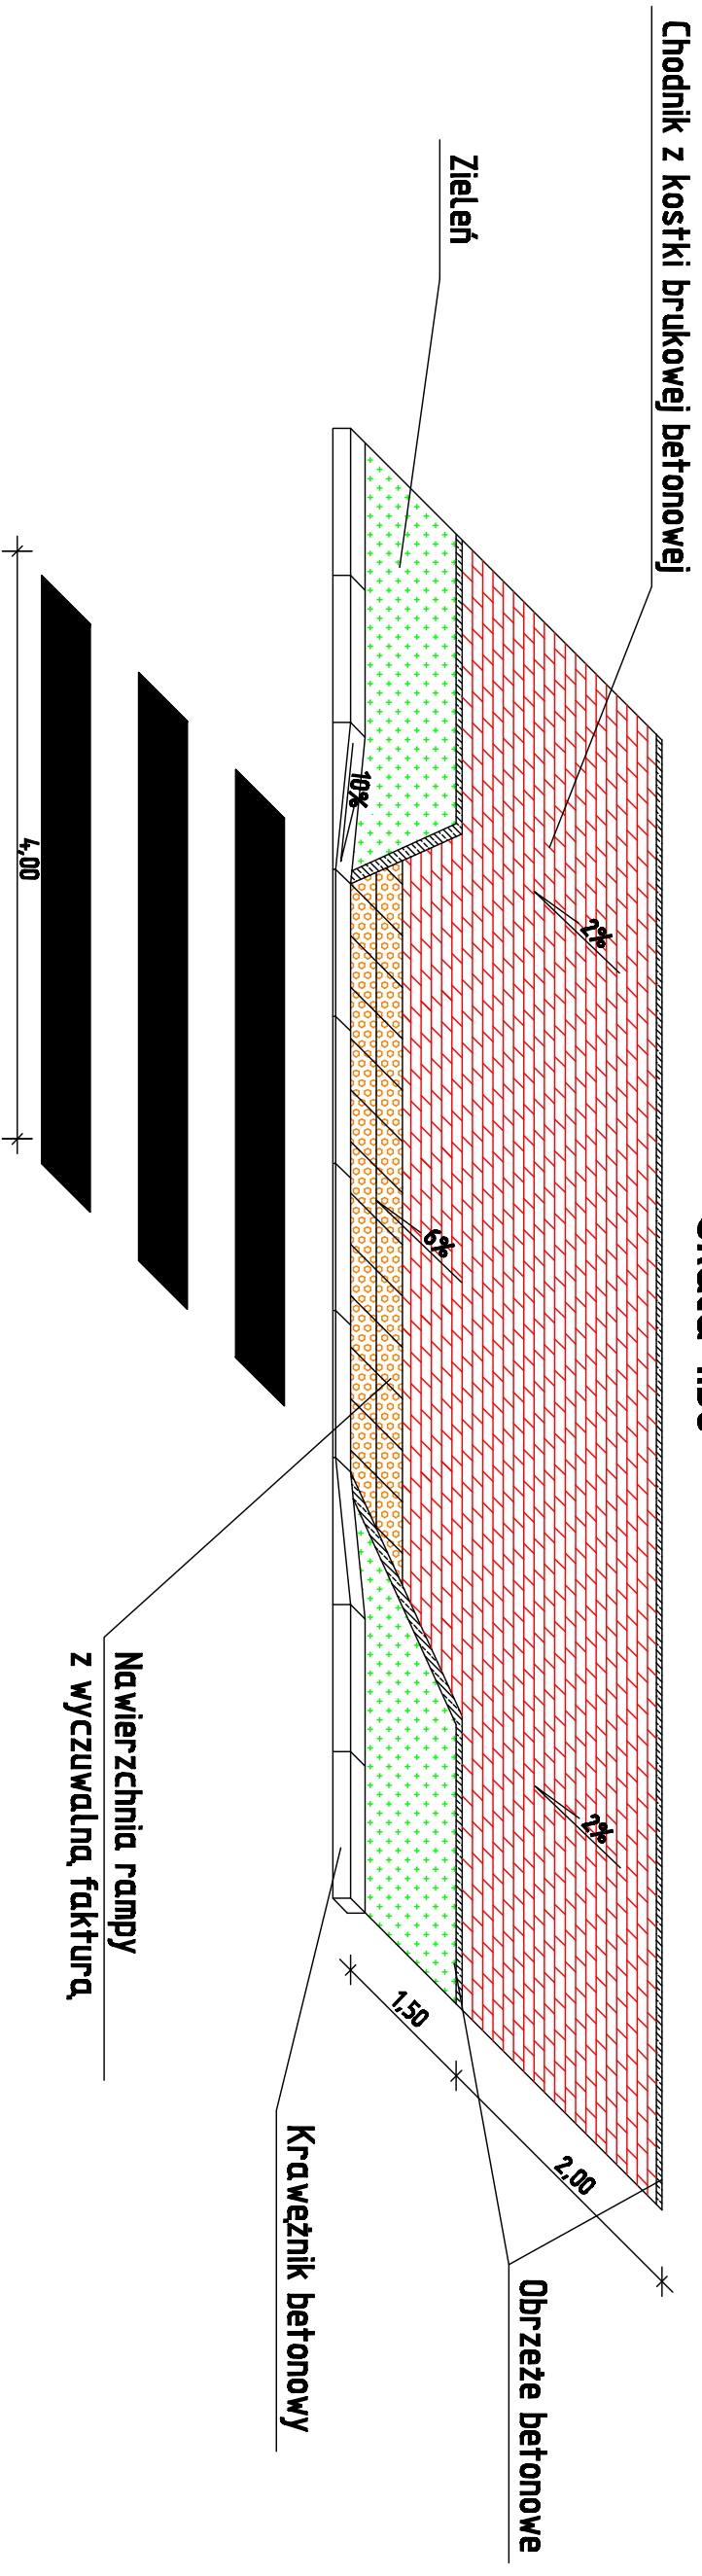 Chodnik z kostki brukowej betonowej
Zieleń
2%
2%
10%
6%
4,00
1,50
2,00
Obrzeże betonowe
Krawężnik betonowy
Nawierzchnia rampy
z wyczuwalną fakturą